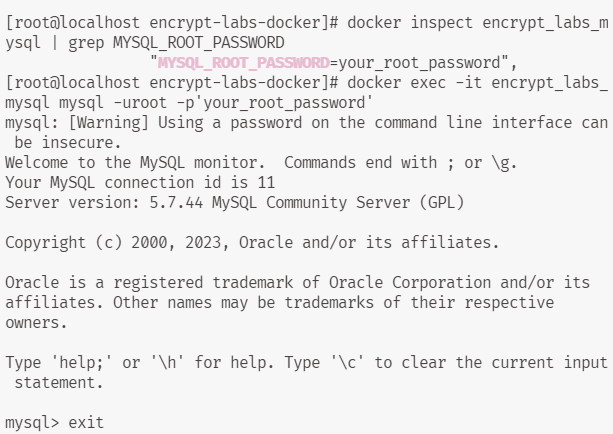 [root@localhost encrypt-labs-docker]# docker inspect encrypt_labs_m
ysql | grep MYSQL_ROOT_PASSWORD
                "MYSQL_ROOT_PASSWORD=your_root_password",
[root@localhost encrypt-labs-docker]# docker exec -it encrypt_labs_
mysql mysql -uroot -p'your_root_password'
mysql: [Warning] Using a password on the command line interface can
 be insecure.
Welcome to the MySQL monitor.  Commands end with ; or \g.
Your MySQL connection id is 11
Server version: 5.7.44 MySQL Community Server (GPL)

Copyright (c) 2000, 2023, Oracle and/or its affiliates.

Oracle is a registered trademark of Oracle Corporation and/or its
affiliates. Other names may be trademarks of their respective
owners.

Type 'help;' or '\h' for help. Type '\c' to clear the current input
 statement.

mysql> exit